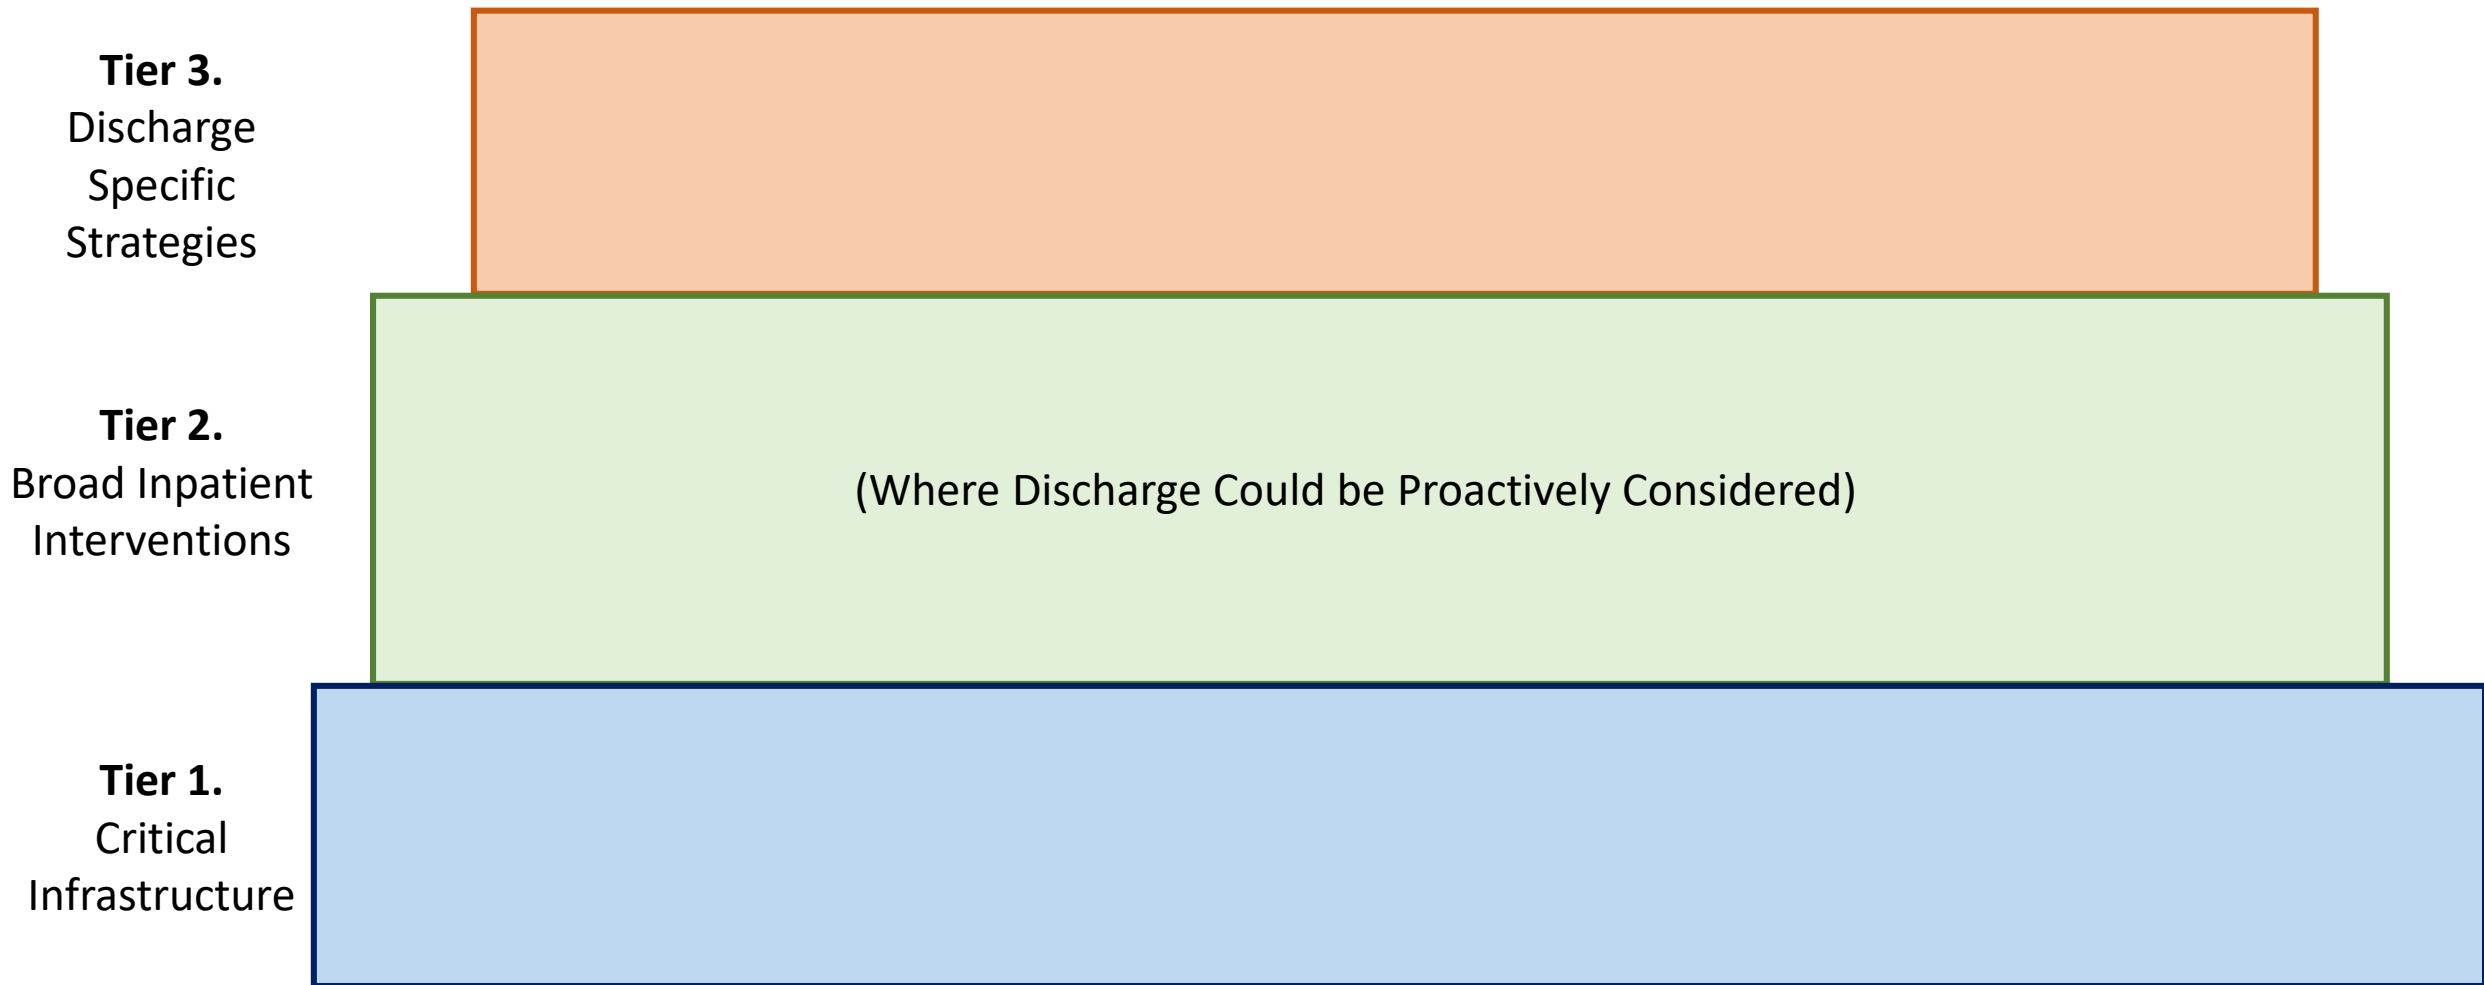 Tier 3.
Discharge
Specific
Strategies
Tier 2.
Broad Inpatient
Interventions
(Where Discharge Could be Proactively Considered)
Tier 1.
Critical
Infrastructure